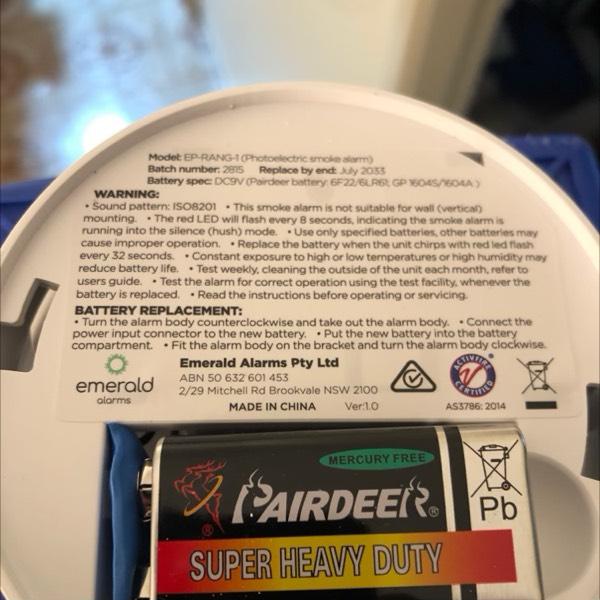 Model: EP-RANG-1 (Photoelectric smoke alarm)
Batch number: 2815 Replace by end: July 2033
Battery spec: DC9V (Pairdeer battery: 6F22/6LR61; GP 1604S/1604A )
WARNING:
• Sound pattern: ISO8201 • This smoke alarm is not suitable for wall (vertical)
mounting. • The red LED will flash every 8 seconds, indicating the smoke alarm is
running into the silence (hush) mode. • Use only specified batteries, other batteries may
cause improper operation. • Replace the battery when the unit chirps with red led flash
every 32 seconds. • Constant exposure to high or low temperatures or high humidity may
reduce battery life. • Test weekly, cleaning the outside of the unit each month, refer to
users guide. • Test the alarm for correct operation using the test facility, whenever the
battery is replaced. • Read the instructions before operating or servicing.
BATTERY REPLACEMENT:
• Turn the alarm body counterclockwise and take out the alarm body. • Connect the
power input connector to the new battery. • Put the new battery into the battery
compartment. • Fit the alarm body on the bracket and turn the alarm body clockwise.
emerald
alarms
Emerald Alarms Pty Ltd
ABN 50 632 601 453
2/29 Mitchell Rd Brookvale NSW 2100
MADE IN CHINA Ver:1.0
ACTIVFIRE
CERTIFIED
AS3786: 2014
MERCURY FREE
PAIRDEER®
®
Pb
SUPER HEAVY DUTY